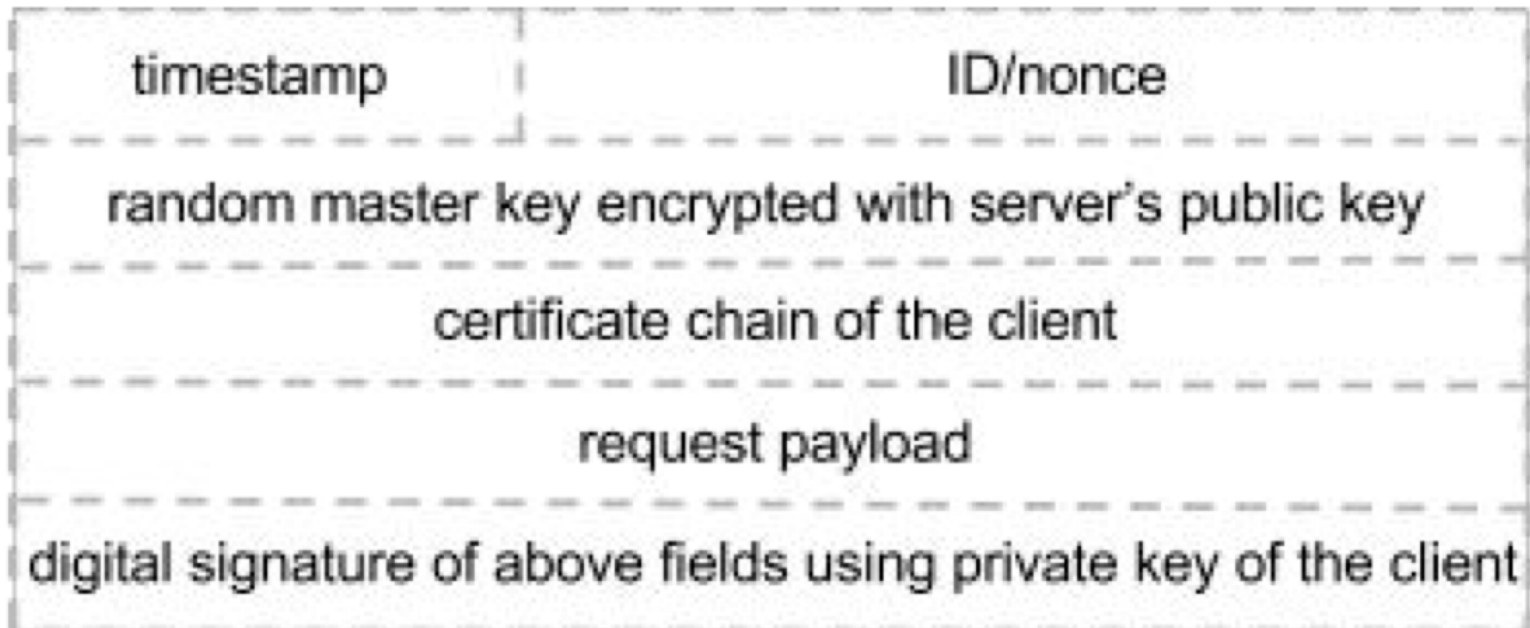 timestamp
ID/nonce
random master key encrypted with server's public key
certificate chain of the client
request payload
digital signature of above fields using private key of the client